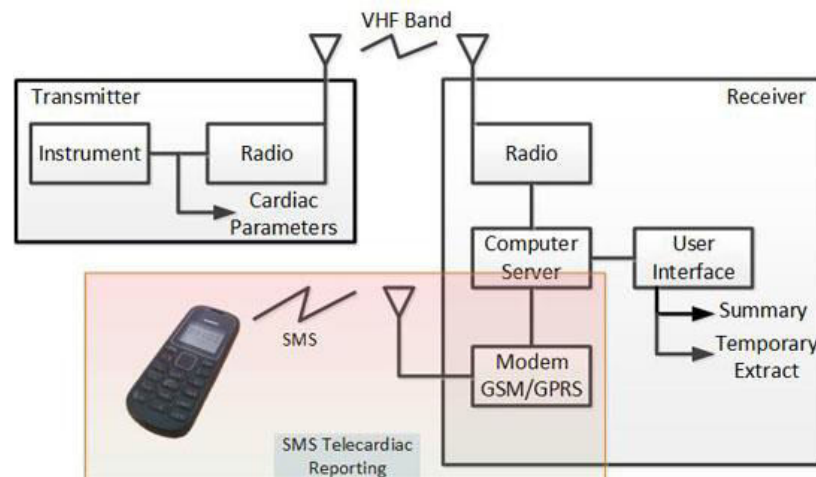 VHF Band
Transmitter
Instrument
Radio
Cardiac
Parameters
Receiver
Radio
Computer
Server
User
Interface
Summary
Temporary
Extract
SMS
Modem
GSM/GPRS
SMS Telecardiac
Reporting